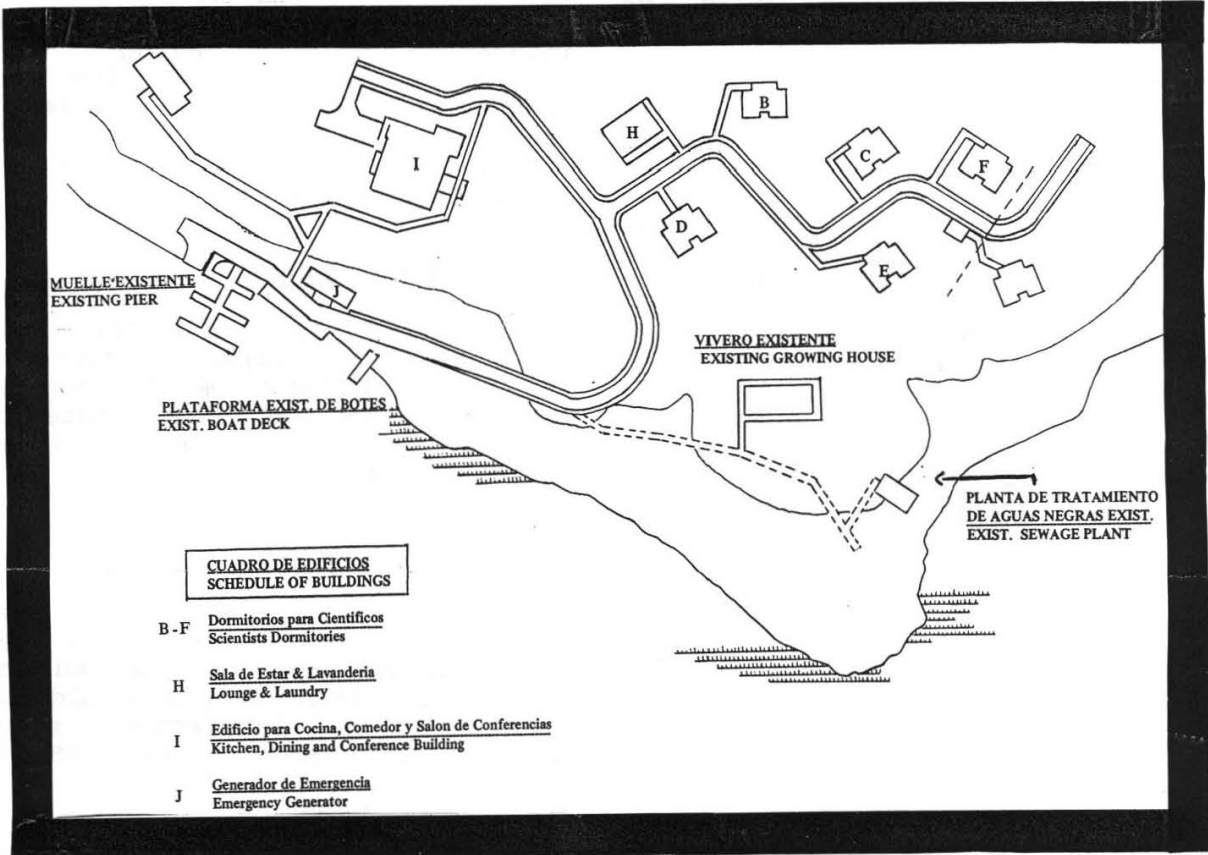 B
H
C
I
F
D
E
J
MUELLE EXISTENTE
EXISTING PIER
VIVERO EXISTENTE
EXISTING GROWING HOUSE
PLATAFORMA EXIST. DE BOTES
EXIST. BOAT DECK
PLANTA DE TRATAMIENTO
DE AGUAS NEGRAS EXIST.
EXIST. SEWAGE PLANT
CUADRO DE EDIFICIOS
SCHEDULE OF BUILDINGS
B-F Dormitorios para Cientificos
Scientists Dormitories
H Sala de Estar & Lavanderia
Lounge & Laundry
I Edificio para Cocina, Comedor y Salon de Conferencias
Kitchen, Dining and Conference Building
J Generador de Emergencia
Emergency Generator